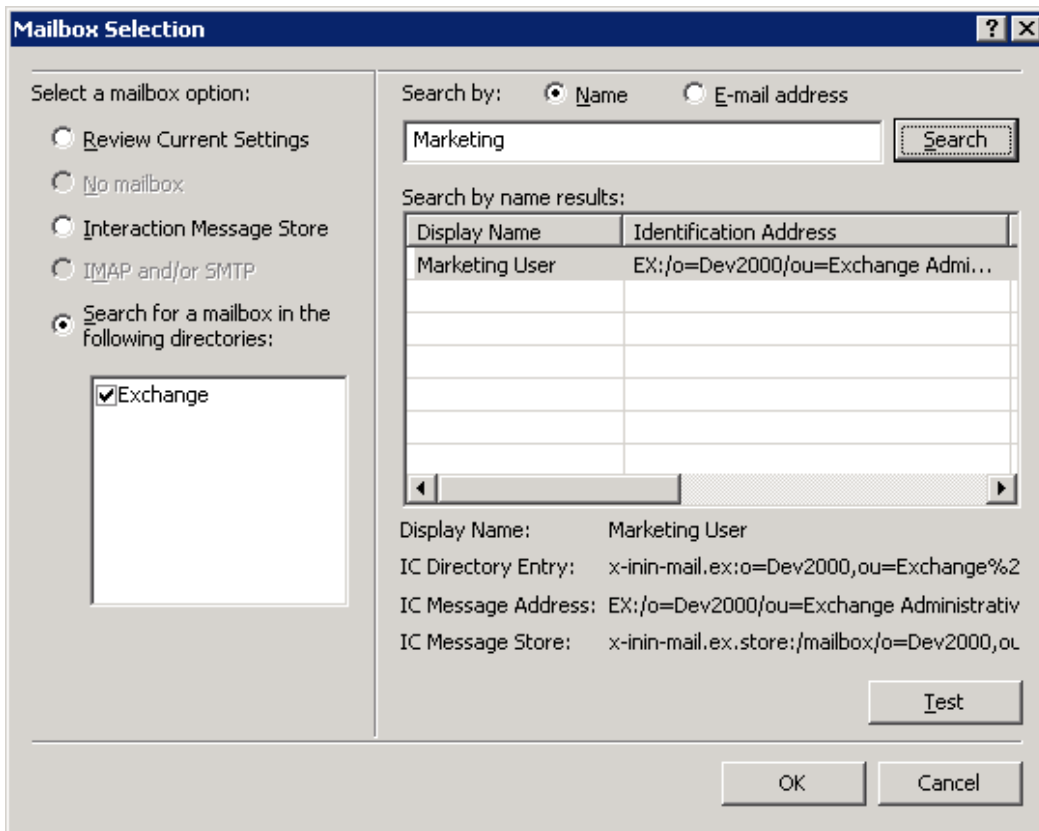 Mailbox Selection
Select a mailbox option:
Review Current Settings
No mailbox
Interaction Message Store
IMAP and/or SMTP
Search for a mailbox in the
following directories:
Exchange
Search by: Name E-mail address
Marketing Search
Search by name results:
Display Name Identification Address
Marketing User EX:/o=Dev2000/ou=Exchange Admi...
Display Name: Marketing User
IC Directory Entry: x-inin-mail.ex:o=Dev2000,ou=Exchange%2
IC Message Address: EX:/o=Dev2000/ou=Exchange Administrativ
IC Message Store: x-inin-mail.ex.store:/mailbox/o=Dev2000,ou
Test
OK Cancel